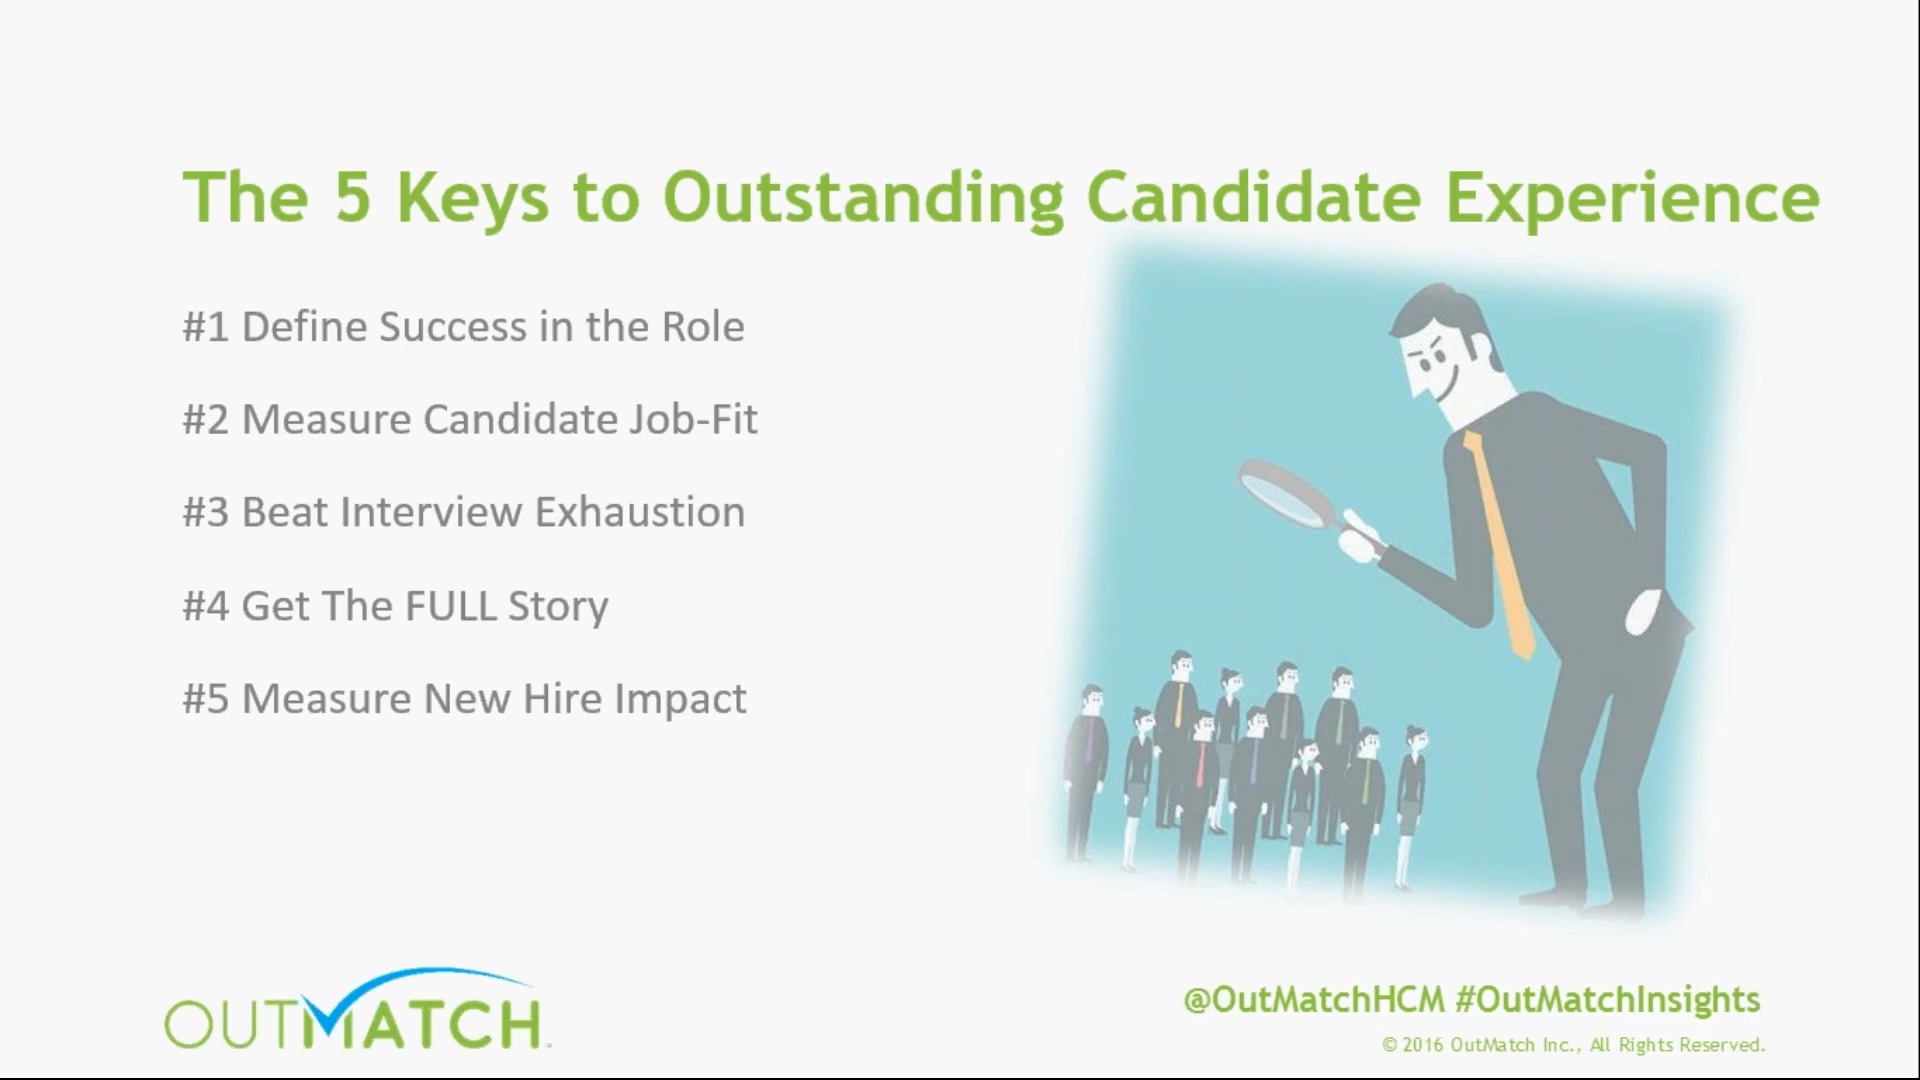 The 5 Keys to Outstanding Candidate Experience
#1 Define Success in the Role
#2 Measure Candidate Job-Fit
#3 Beat Interview Exhaustion
#4 Get The FULL Story
#5 Measure New Hire Impact
OUTMATCH
@OutMatchHCM #OutMatchInsights
© 2016 OutMatch Inc., All Rights Reserved.